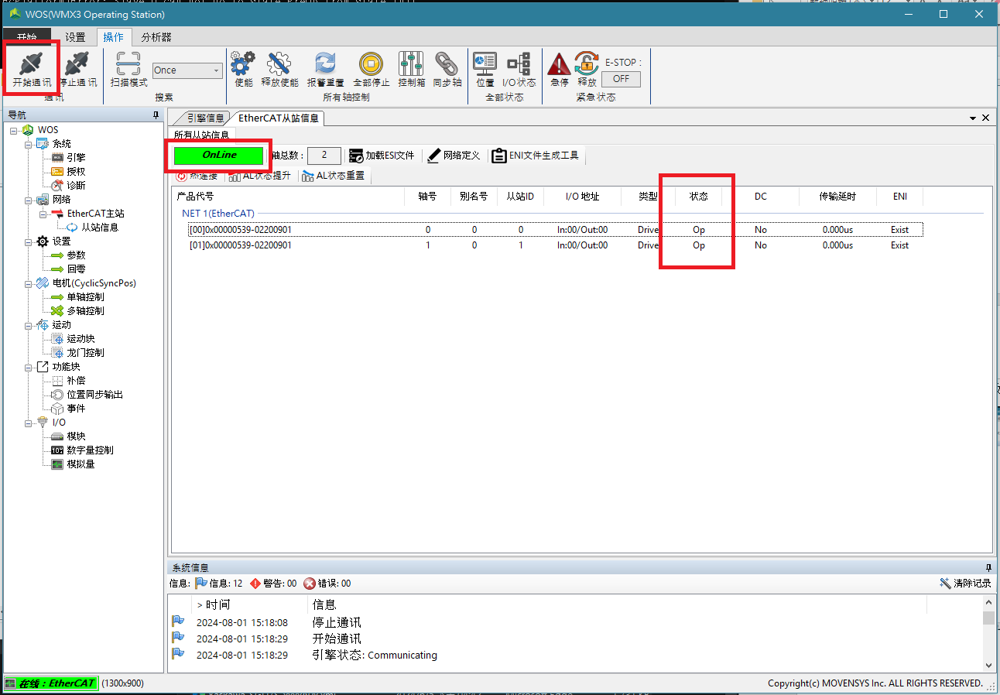 WOS(WMX3 Operating Station)
开始 设置 操作 分析器
开始通讯 停止通讯 扫描模式 Once 使能 释放使能 报警重置 全部停止 控制箱 同步轴 位置 I/O状态 急停 释放 E-STOP : OFF
通讯 搜索 所有轴控制 全部状态 紧急状态
导航
WOS
系统
引擎
授权
诊断
网络
EtherCAT主站
从站信息
设置
参数
回零
电机(CyclicSyncPos)
单轴控制
多轴控制
运动
运动块
龙门控制
功能块
补偿
位置同步输出
事件
I/O
模块
数字量控制
模拟量
引擎信息 EtherCAT从站信息
所有从站信息
OnLine 轴总数 : 2 加载ESI文件 网络定义 ENI文件生成工具
热连接 AL状态提升 AL状态重置
产品代号 轴号 别名号 从站ID I/O 地址 类型 状态 DC 传输延时 ENI
NET 1(EtherCAT)
[00]0x00000539-02200901 0 0 0 In:00/Out:00 Drive Op No 0.000us Exist
[01]0x00000539-02200901 1 0 1 In:00/Out:00 Drive Op No 0.000us Exist
系统信息
信息: 信息: 12 警告: 00 错误: 00 清除记录
> 时间 信息
2024-08-01 15:18:08 停止通讯
2024-08-01 15:18:29 开始通讯
2024-08-01 15:18:29 引擎状态: Communicating
在线 : EtherCAT (1300x900) Copyright(c) MOVENSYS Inc. ALL RIGHTS RESERVED.